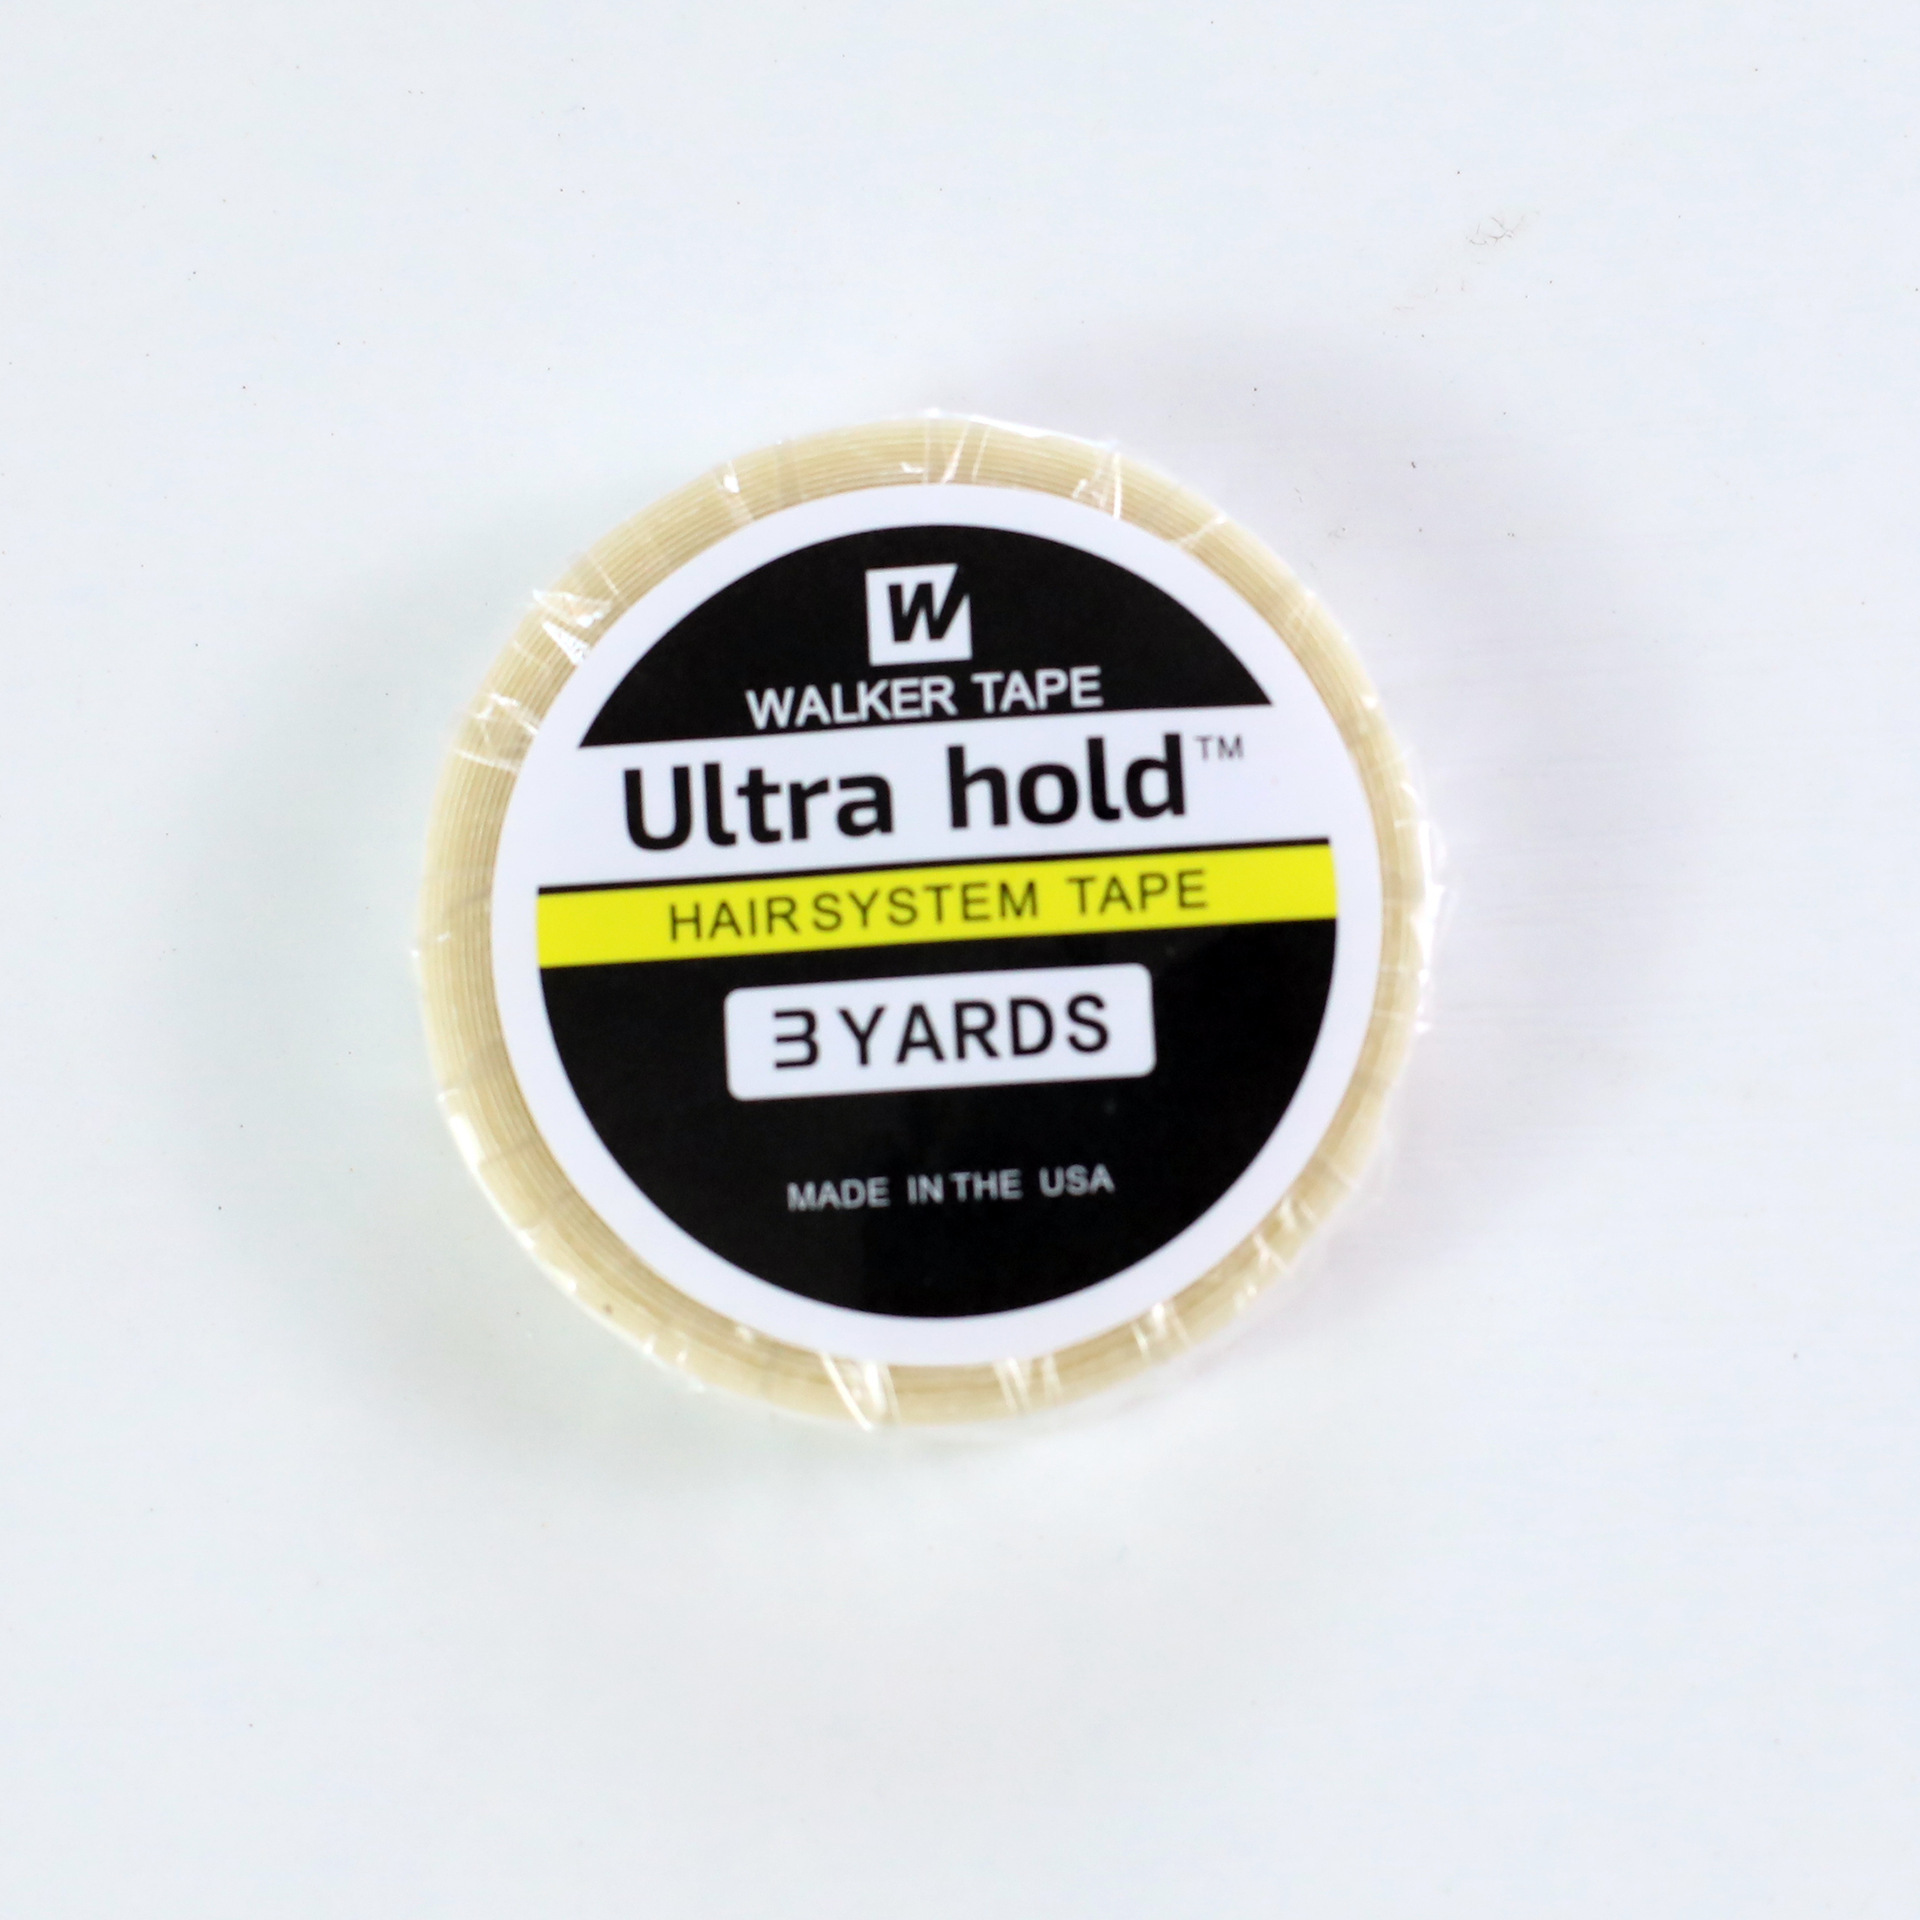 W
WALKER TAPE
Ultra hold™
HAIRSYSTEM TAPE
3 YARDS
MADE IN THE USA